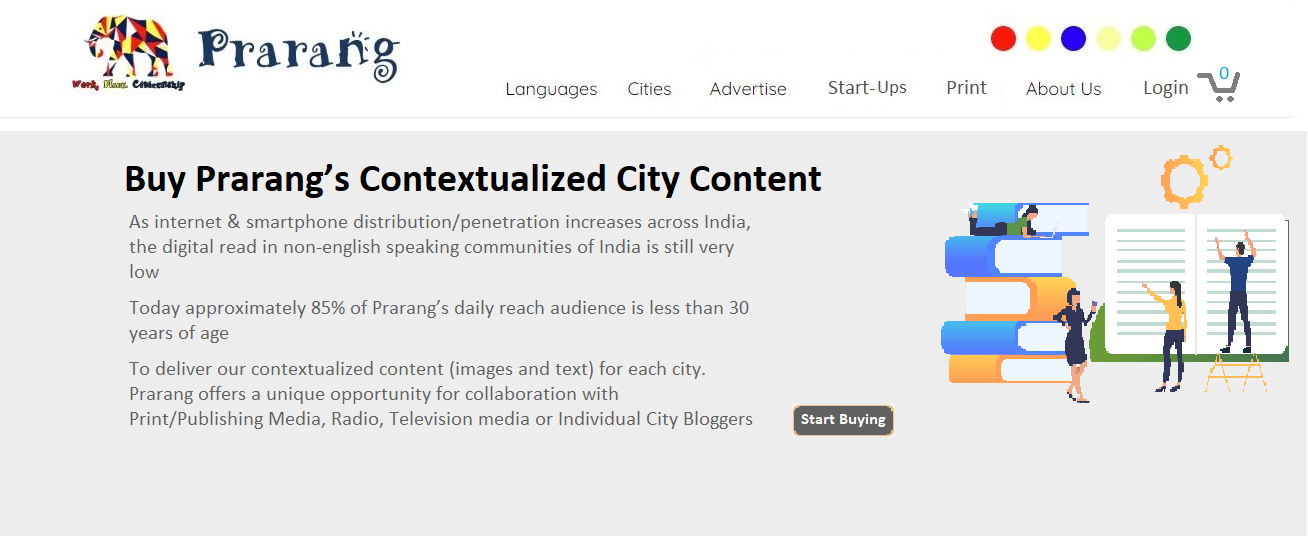 Prarang
Work, Place, Citizenship
Languages Cities Advertise Start-Ups Print About Us Login 0
Buy Prarang’s Contextualized City Content
As internet & smartphone distribution/penetration increases across India,
the digital read in non-english speaking communities of India is still very
low
Today approximately 85% of Prarang’s daily reach audience is less than 30
years of age
To deliver our contextualized content (images and text) for each city.
Prarang offers a unique opportunity for collaboration with
Print/Publishing Media, Radio, Television media or Individual City Bloggers
Start Buying